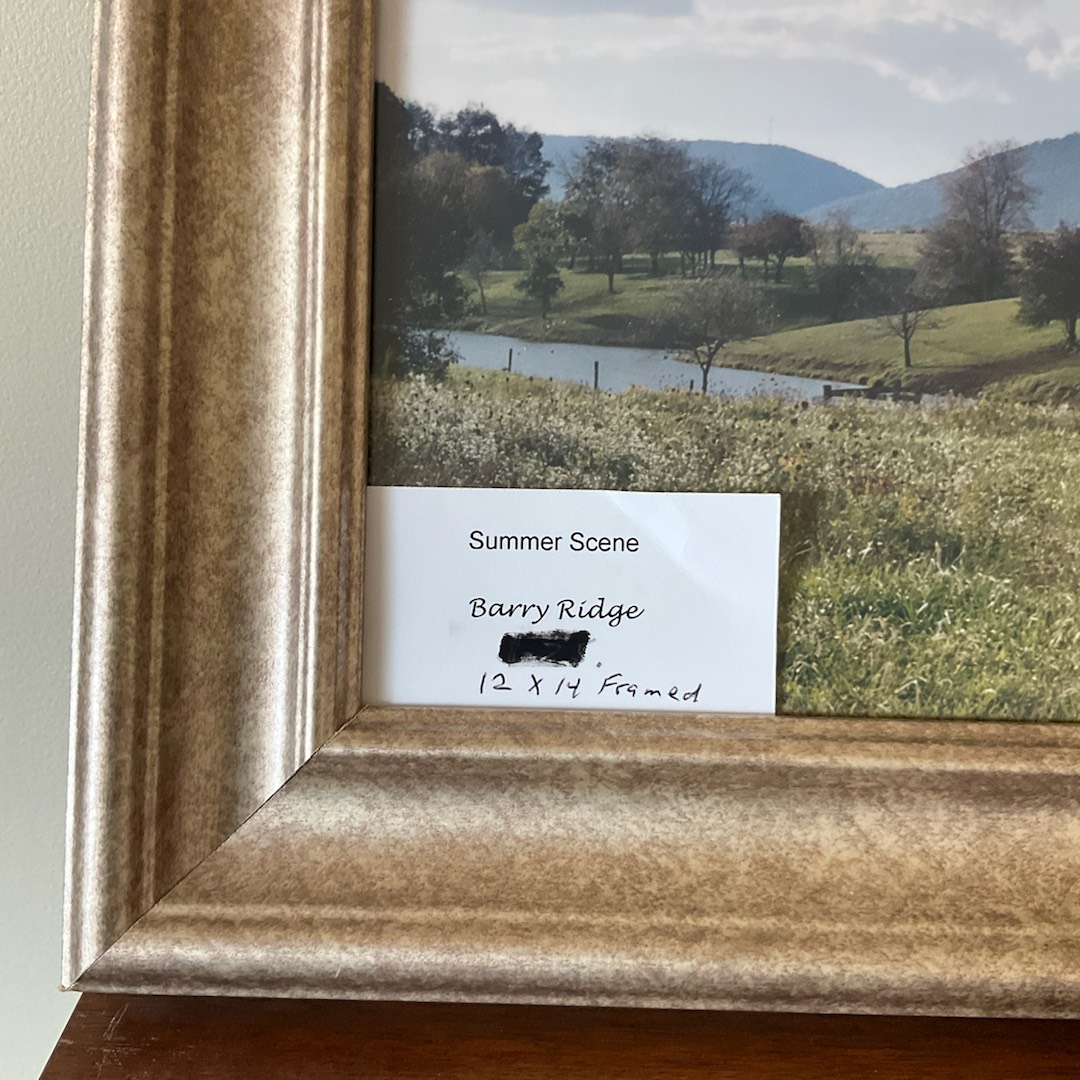 Summer Scene
Barry Ridge
12 X 14 Framed